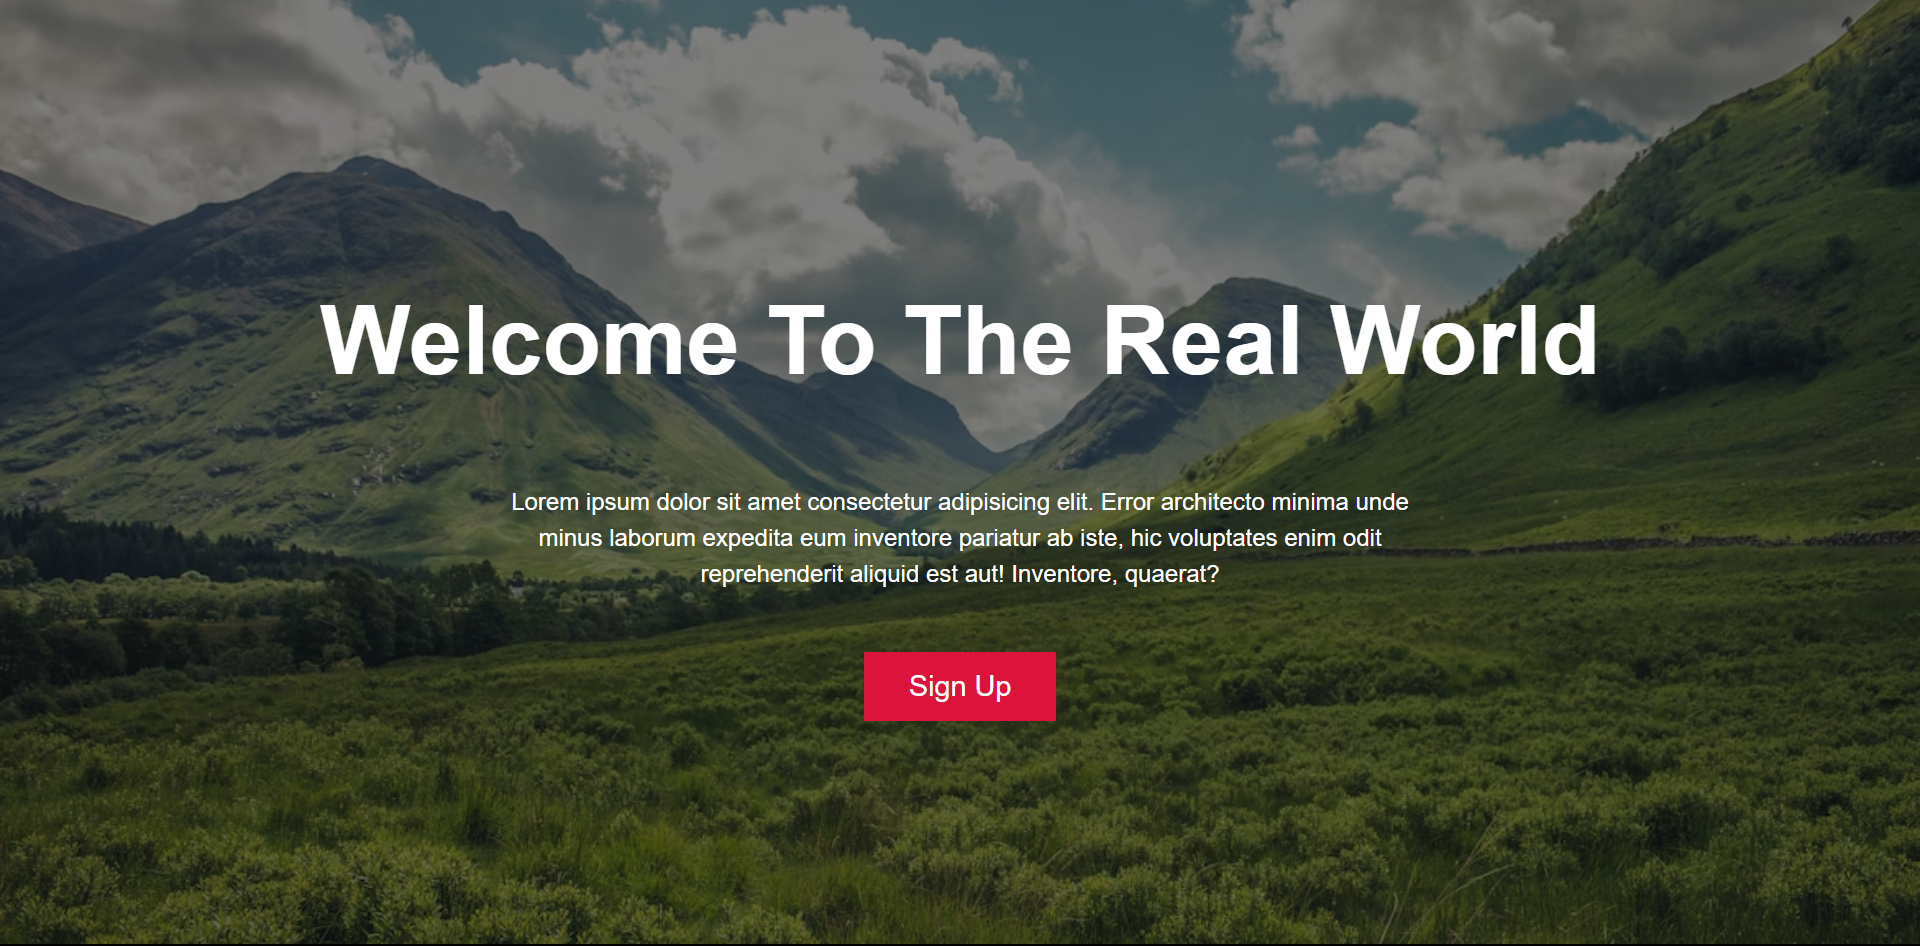 Welcome To The Real World
Lorem ipsum dolor sit amet consectetur adipisicing elit. Error architecto minima unde
minus laborum expedita eum inventore pariatur ab iste, hic voluptates enim odit
reprehenderit aliquid est aut! Inventore, quaerat?
Sign Up